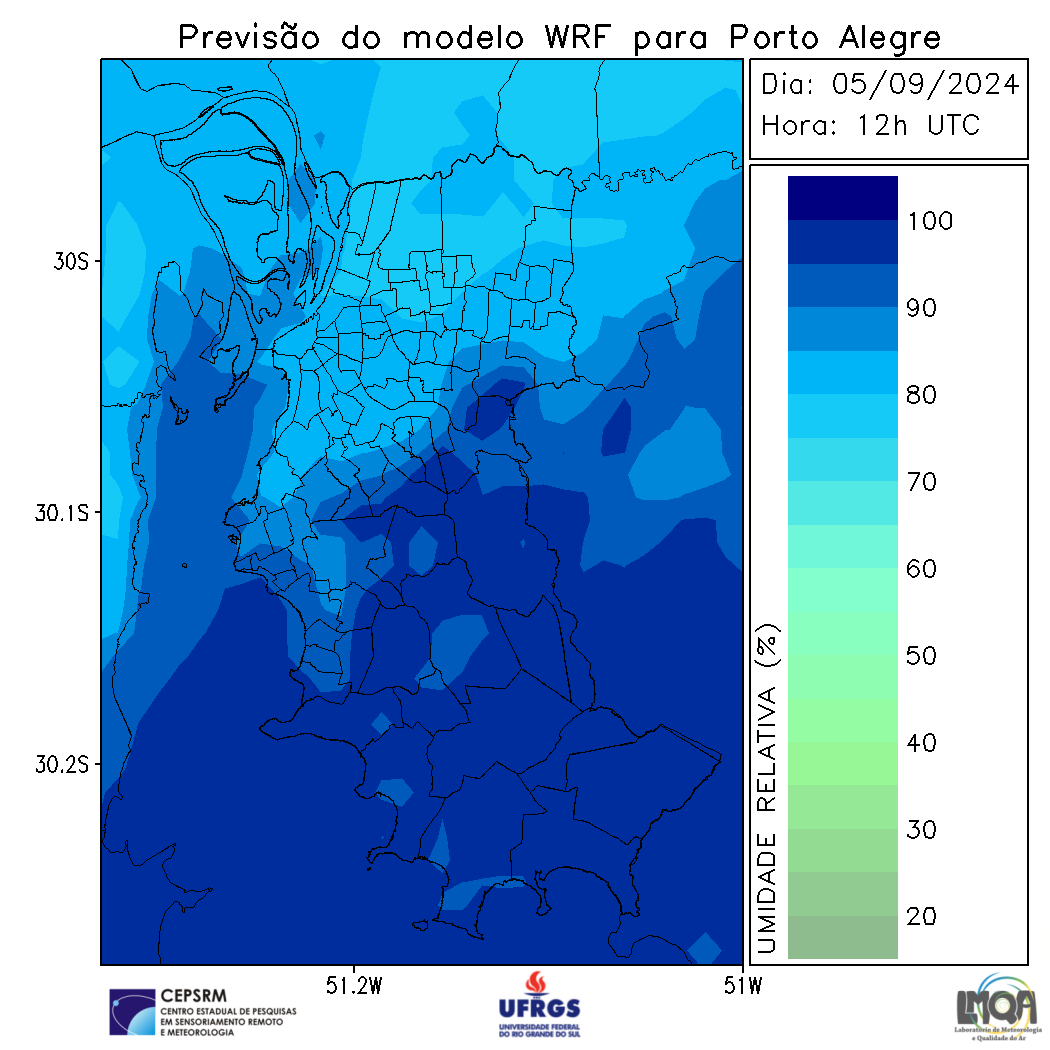 Previsão do modelo WRF para Porto Alegre
Dia: 05/09/2024
Hora: 12h UTC
30S
30.1S
30.2S
51.2W
51W
100
90
80
70
60
50
40
30
20
UMIDADE RELATIVA (%)
CEPSRM
CENTRO ESTADUAL DE PESQUISAS
EM SENSORIAMENTO REMOTO
E METEOROLOGIA
UFRGS
UNIVERSIDADE FEDERAL
DO RIO GRANDE DO SUL
LMQA
Laboratório de Meteorologia
e Qualidade do Ar